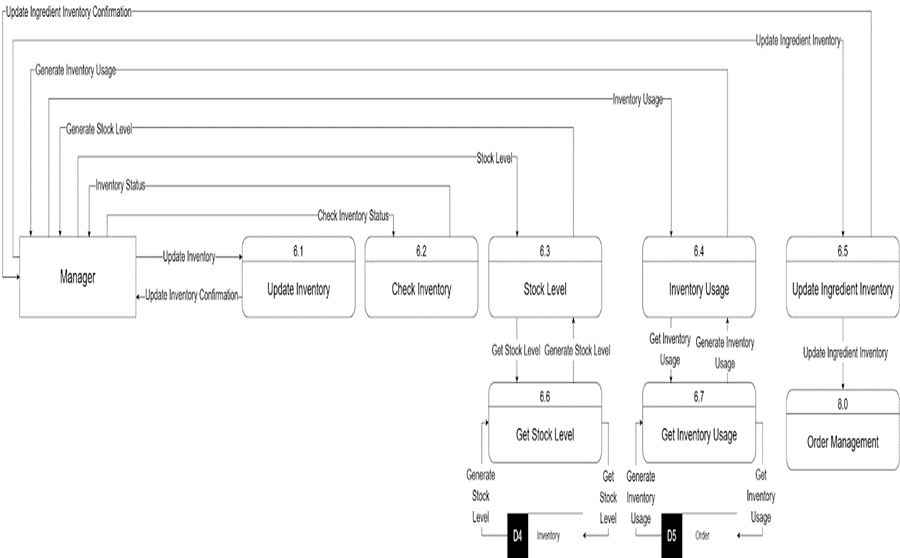 Update Ingredient Inventory Confirmation
Update Ingredient Inventory
Generate Inventory Usage
Inventory Usage
Generate Stock Level
Stock Level
Inventory Status
Check Inventory Status
Manager
Update Inventory
Update Inventory Confirmation
6.1
Update Inventory
6.2
Check Inventory
6.3
Stock Level
6.4
Inventory Usage
6.5
Update Ingredient Inventory
Get Stock Level
Generate Stock Level
Get Inventory
Usage
Generate Inventory
Usage
Update Ingredient Inventory
6.6
Get Stock Level
6.7
Get Inventory Usage
8.0
Order Management
Generate
Stock
Level
Get
Stock
Level
Generate
Inventory
Usage
Get
Inventory
Usage
D4
Inventory
D5
Order